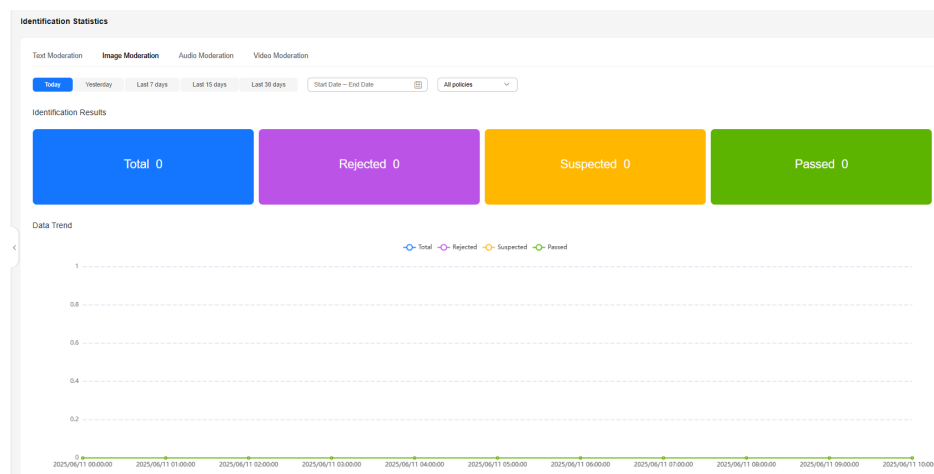 Identification Statistics
Text Moderation Image Moderation Audio Moderation Video Moderation
Today Yesterday Last 7 days Last 15 days Last 30 days Start Date – End Date All policies
Identification Results
Total 0 Rejected 0 Suspected 0 Passed 0
Data Trend
Total Rejected Suspected Passed
1
0.8
0.6
0.4
0.2
0
2025/06/11 00:00:00 2025/06/11 01:00:00 2025/06/11 02:00:00 2025/06/11 03:00:00 2025/06/11 04:00:00 2025/06/11 05:00:00 2025/06/11 06:00:00 2025/06/11 07:00:00 2025/06/11 08:00:00 2025/06/11 09:00:00 2025/06/11 10:00